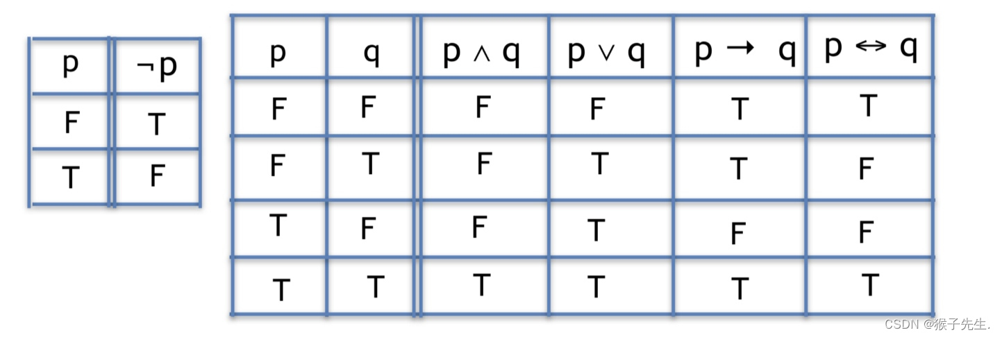 p ¬p
F T
T F
p q p ∧ q p ∨ q p → q p ↔ q
F F F F T T
F T F T T F
T F F T F F
T T T T T T
CSDN @猴子先生.